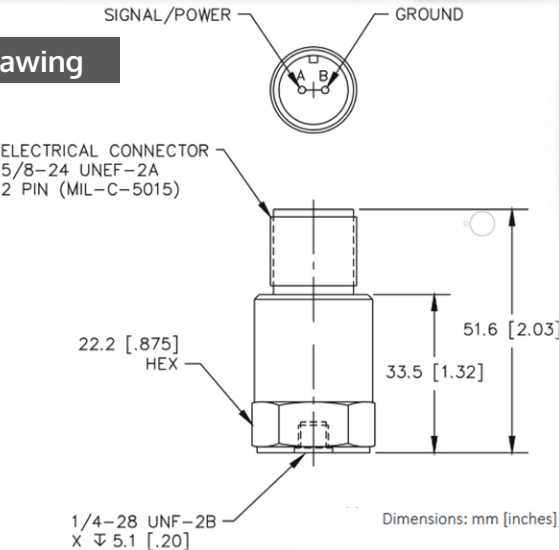 SIGNAL/POWER
GROUND
awing
A B
ELECTRICAL CONNECTOR
5/8-24 UNEF-2A
2 PIN (MIL-C-5015)
51.6 [2.03]
22.2 [.875]
HEX
33.5 [1.32]
1/4-28 UNF-2B
X ↧ 5.1 [.20]
Dimensions: mm [inches]